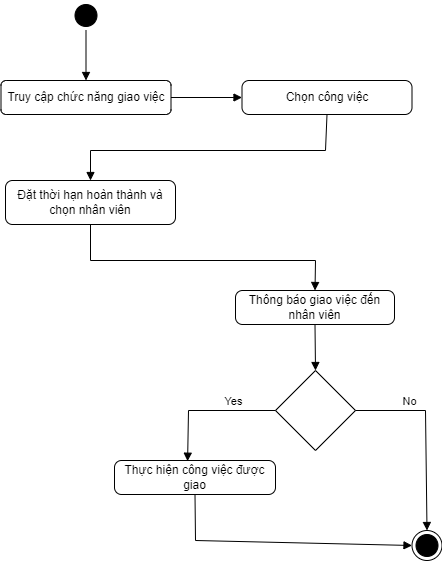 Truy cập chức năng giao việc
Chọn công việc
Đặt thời hạn hoàn thành và
chọn nhân viên
Thông báo giao việc đến
nhân viên
Yes
No
Thực hiện công việc được
giao